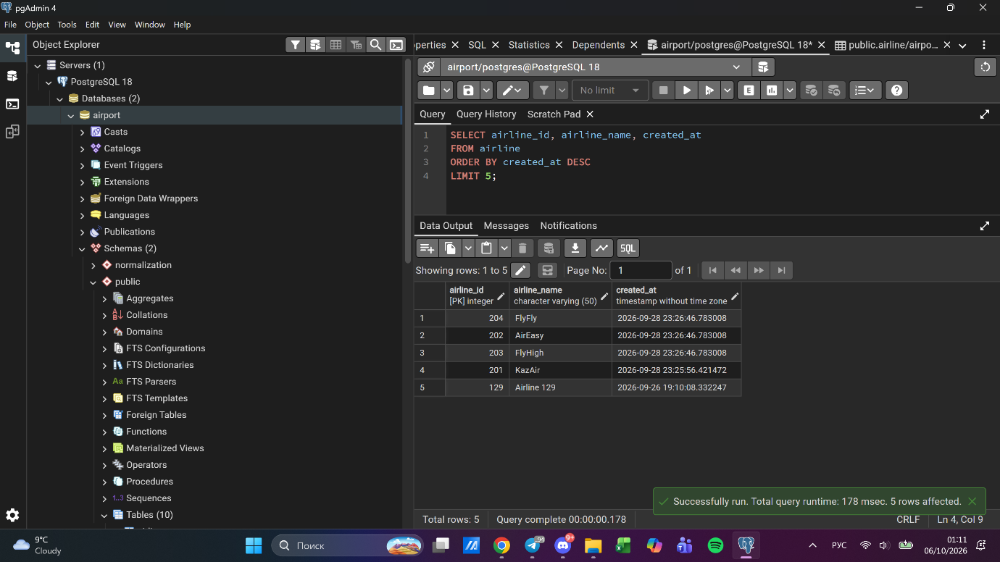 pgAdmin 4
File Object Tools Edit View Window Help
Object Explorer
Servers (1)
PostgreSQL 18
Databases (2)
airport
Casts
Catalogs
Event Triggers
Extensions
Foreign Data Wrappers
Languages
Publications
Schemas (2)
normalization
public
Aggregates
Collations
Domains
FTS Configurations
FTS Dictionaries
Aa FTS Parsers
FTS Templates
Foreign Tables
Functions
Materialized Views
Operators
Procedures
1..3 Sequences
Tables (10)
operties SQL Statistics Dependents airport/postgres@PostgreSQL 18* public.airline/airpo...
airport/postgres@PostgreSQL 18
No limit E
Query Query History Scratch Pad
1 SELECT airline_id, airline_name, created_at
2 FROM airline
3 ORDER BY created_at DESC
4 LIMIT 5;
Data Output Messages Notifications
SQL
Showing rows: 1 to 5 Page No: 1 of 1
airline_id airline_name created_at
[PK] integer character varying (50) timestamp without time zone
1 204 FlyFly 2026-09-28 23:26:46.783008
2 202 AirEasy 2026-09-28 23:26:46.783008
3 203 FlyHigh 2026-09-28 23:26:46.783008
4 201 KazAir 2026-09-28 23:25:56.421472
5 129 Airline 129 2026-09-26 19:10:08.332247
Successfully run. Total query runtime: 178 msec. 5 rows affected.
Total rows: 5 Query complete 00:00:00.178 CRLF Ln 4, Col 9
9°C
Cloudy
Поиск
94
9+
РУС
01:11
06/10/2026